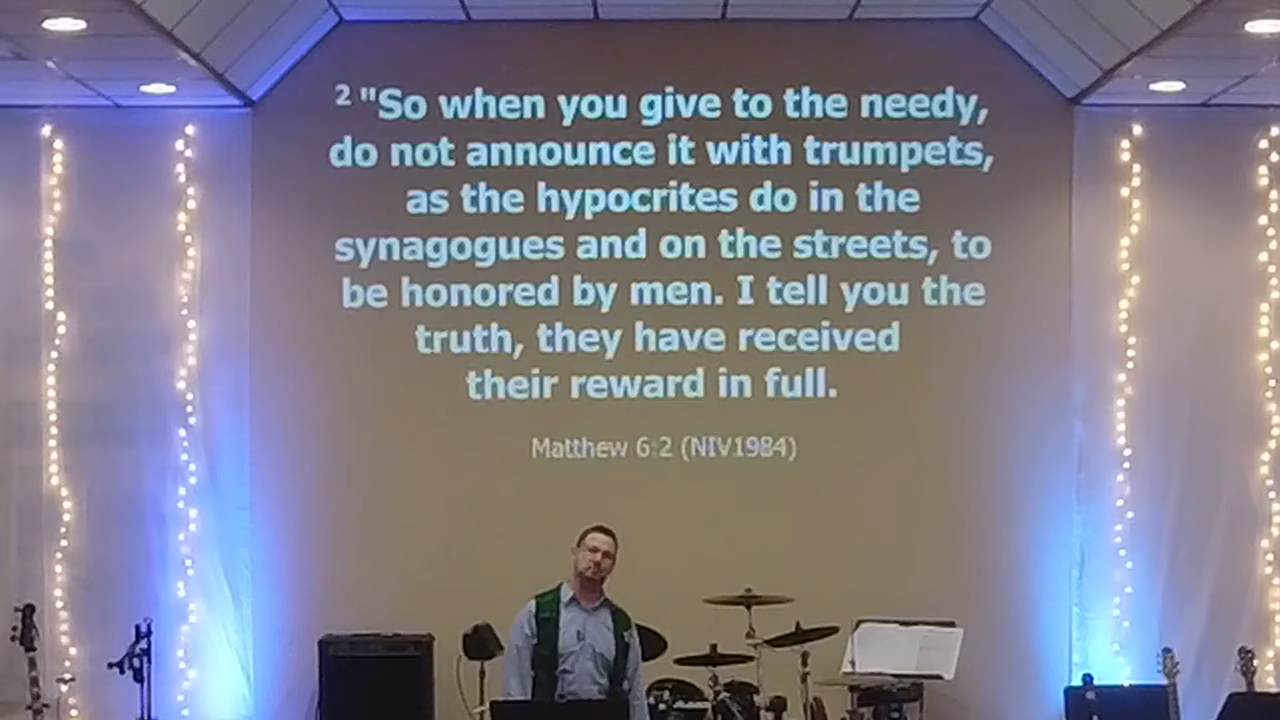 2 "So when you give to the needy,
do not announce it with trumpets,
as the hypocrites do in the
synagogues and on the streets, to
be honored by men. I tell you the
truth, they have received
their reward in full.
Matthew 6:2 (NIV1984)